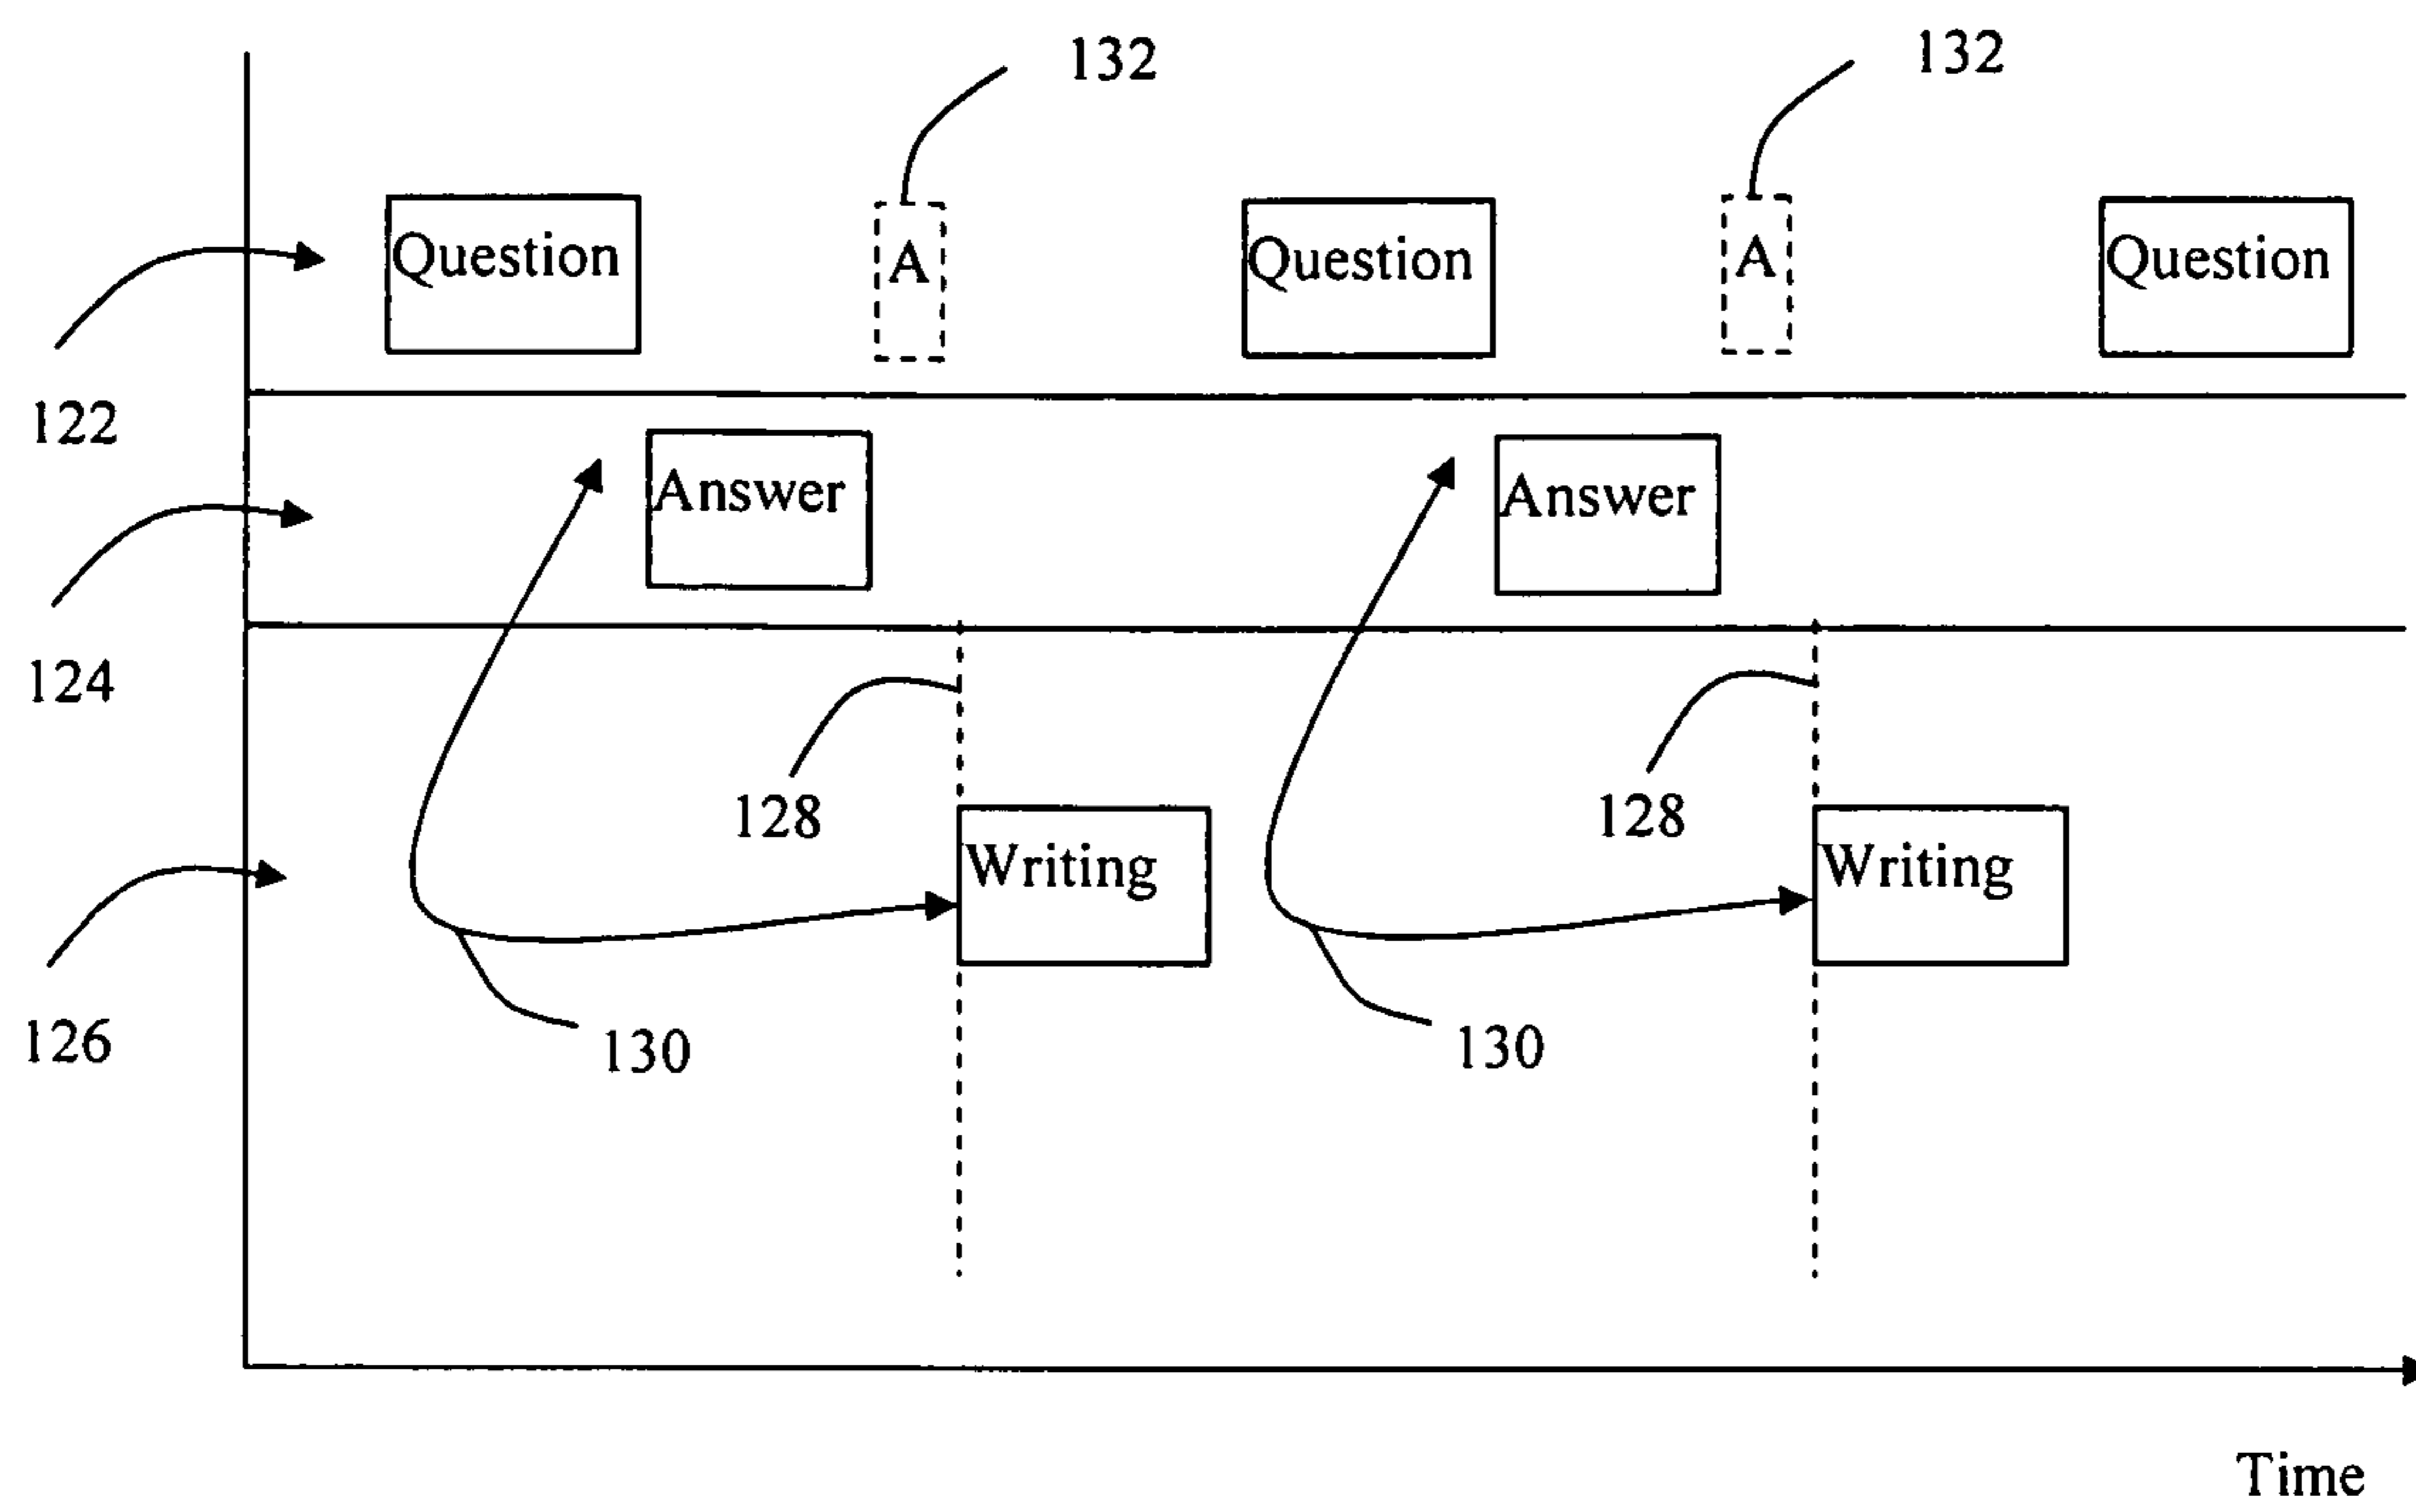 132 132
Question A Question A Question
122
Answer Answer
124
128 128
Writing Writing
126 130 130
Time